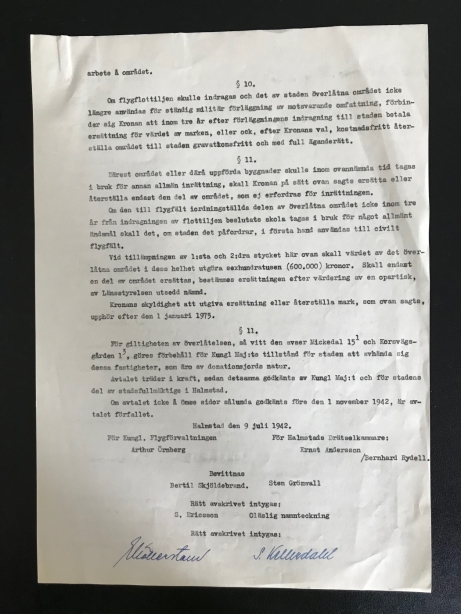 arbete å området.
§ 10.
Om flygflottiljen skulle indragas och det av staden överlåtna området icke
längre användas för ständig militär förläggning av motsvarande omfattning, förbin-
der sig Kronan att inom tre år efter förläggningens indragning till staden betala
ersättning för värdet av marken, eller ock, efter Kronans val, kostnadsfritt åter-
ställa området till staden gravationsfritt och med full äganderätt.
§ 11.
Därest området eller därå uppförda byggnader skulle inom ovannämnda tid tagas
i bruk för annan allmän inrättning, skall Kronan på sätt ovan sagts ersätta eller
återställa endast den del av området, som ej erfordras för inrättningen.
Om den till flygfält iordningställda delen av överlåtna området icke inom tre
år från indragningen av flottiljen beslutats skola tagas i bruk för något allmänt
ändamål skall det, om staden det påfordrar, i första hand användas till civilt
flygfält.
Vid tillämpningen av 1:sta och 2:dra stycket här ovan skall värdet av det över-
låtna området i dess helhet utgöra sexhundratusen (600.000) kronor. Skall endast
en del av området ersättas, bestämmes ersättningen efter värdering av en opartisk,
av Länsstyrelsen utsedd nämnd.
Kronans skyldighet att utgiva ersättning eller återställa mark, som ovan sagts,
upphör efter den 1 januari 1975.
§ 11.
För giltigheten av överlåtelsen, så vitt den avser Mickedal 15¹ och
gården 1³, göres förbehåll för Kungl Maj:ts tillstånd för staden att avhända sig
dessa fastigheter, som äro av donationsjords natur.
Avtalet träder i kraft, sedan detsamma godkänts av Kungl Maj:t och för stadens
del av stadsfullmäktige i Halmstad.
Om avtalet icke å ömse sidor sålunda godkänts före den 1 november 1942, är av-
talet förfallet.
Halmstad den 9 juli 1942.
För Kungl. Flygförvaltningen För Halmstads Drätselkammare:
Arthur Örnberg Ernst Andersson
/Bernhard Rydell.
Bevittnas
Bertil Skjöldebrand. Sten Grönwall
Rätt avskrivet intygas:
S. Ericsson Oläslig namnteckning
Rätt avskrivet intygas: